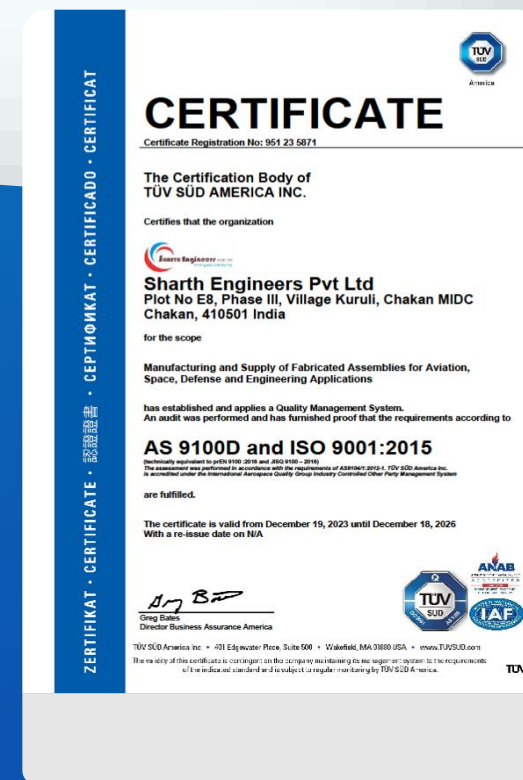 TÜV
SÜD
America
ZERTIFIKAT • CERTIFICATE • 認證證書 • СЕРТИФИКАТ • CERTIFICADO • CERTIFICAT
CERTIFICATE
Certificate Registration No: 951 23 5871
The Certification Body of
TÜV SÜD AMERICA INC.
Certifies that the organization
Sharth Engineers
Sharth Engineers Pvt Ltd
Plot No E8, Phase III, Village Kuruli, Chakan MIDC
Chakan, 410501 India
for the scope
Manufacturing and Supply of Fabricated Assemblies for Aviation,
Space, Defense and Engineering Applications
has established and applies a Quality Management System.
An audit was performed and has furnished proof that the requirements according to
AS 9100D and ISO 9001:2015
(technically equivalent to prEN 9100 :2016 and JISQ 9100 – 2016)
The assessment was performed in accordance with the requirements of AS9104/1:2012-1. TÜV SÜD America Inc.
is accredited under the International Aerospace Quality Group Industry Controlled Other Party Management System
are fulfilled.
The certificate is valid from December 19, 2023 until December 18, 2026
With a re-issue date on N/A
Greg Bates
Director Business Assurance America
TÜV
SÜD
ANAB
ACCREDITED
IAF
TÜV SÜD America Inc • 401 Edgewater Place, Suite 500 • Wakefield, MA 01880 USA • www.TUVSUD.com
The validity of this certificate is contingent on the company maintaining its management system to the requirements
of the indicated standard and is subject to regular monitoring by TÜV SÜD America.
TÜV